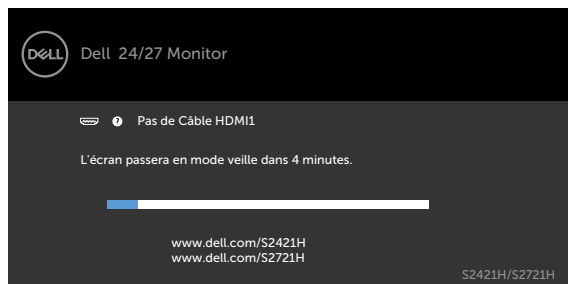 DELL
Dell 24/27 Monitor
? Pas de Câble HDMI1
L'écran passera en mode veille dans 4 minutes.
www.dell.com/S2421H
www.dell.com/S2721H
S2421H/S2721H